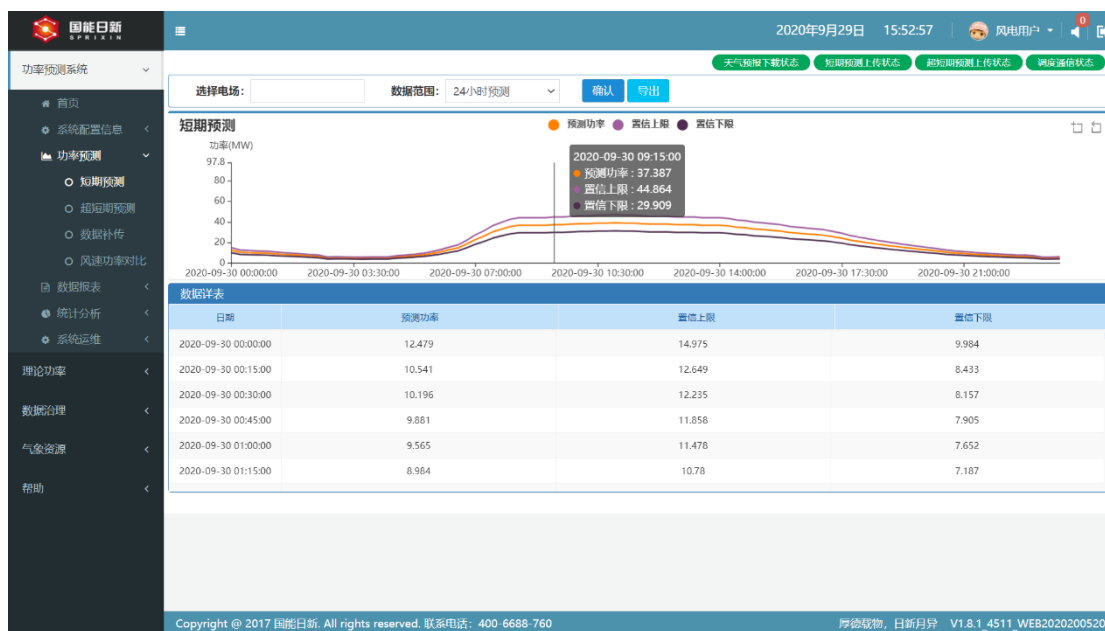 国能日新
SPRIXIN
2020年9月29日 15:52:57 风电用户 0
功率预测系统
首页
系统配置信息
功率预测
短期预测
超短期预测
数据补传
风速功率对比
数据报表
统计分析
系统运维
理论功率
数据治理
气象资源
帮助
天气预报下载状态 短期预测上传状态 超短期预测上传状态 调度通信状态
选择电场: 数据范围: 24小时预测 确认 导出
短期预测 预测功率 置信上限 置信下限
功率(MW)
97.8
80
60
40
20
0
2020-09-30 09:15:00
预测功率 : 37.387
置信上限 : 44.864
置信下限 : 29.909
2020-09-30 00:00:00 2020-09-30 03:30:00 2020-09-30 07:00:00 2020-09-30 10:30:00 2020-09-30 14:00:00 2020-09-30 17:30:00 2020-09-30 21:00:00
数据详表
日期 预测功率 置信上限 置信下限
2020-09-30 00:00:00 12.479 14.975 9.984
2020-09-30 00:15:00 10.541 12.649 8.433
2020-09-30 00:30:00 10.196 12.235 8.157
2020-09-30 00:45:00 9.881 11.858 7.905
2020-09-30 01:00:00 9.565 11.478 7.652
2020-09-30 01:15:00 8.984 10.78 7.187
Copyright @ 2017 国能日新. All rights reserved. 联系电话：400-6688-760 厚德载物，日新月异 V1.8.1_4511_WEB2020200520